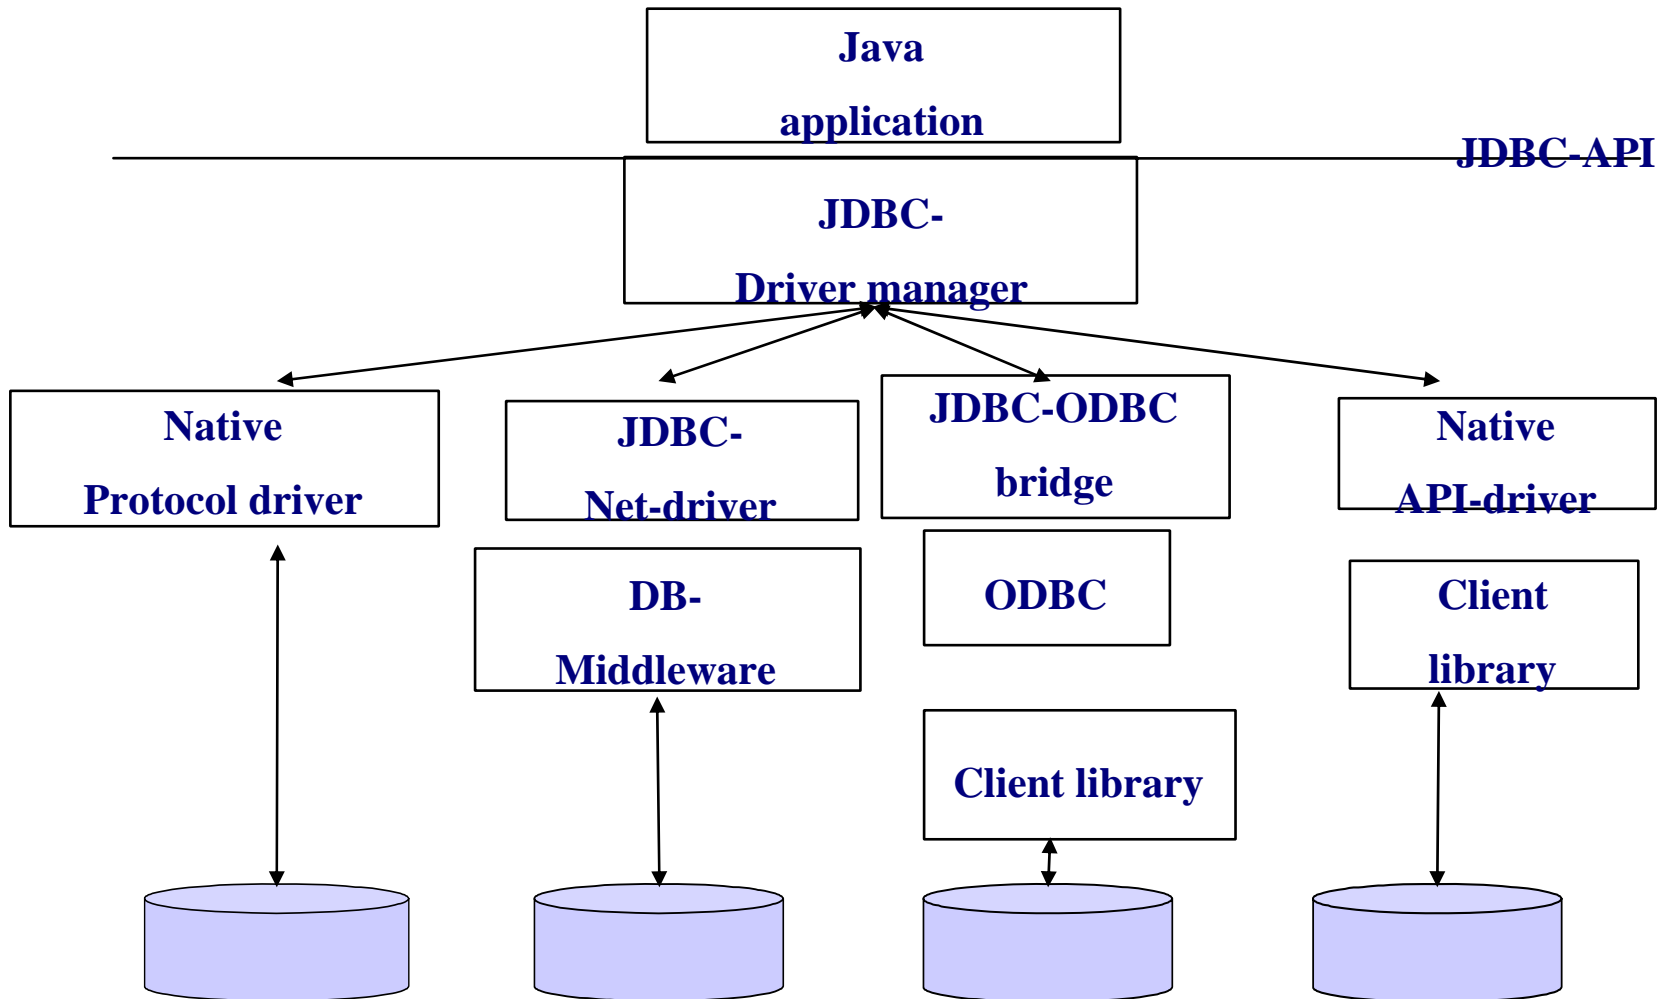 Java
application
JDBC-API
JDBC-
Driver manager
Native
Protocol driver
JDBC-
Net-driver
JDBC-ODBC
bridge
Native
API-driver
DB-
Middleware
ODBC
Client
library
Client library